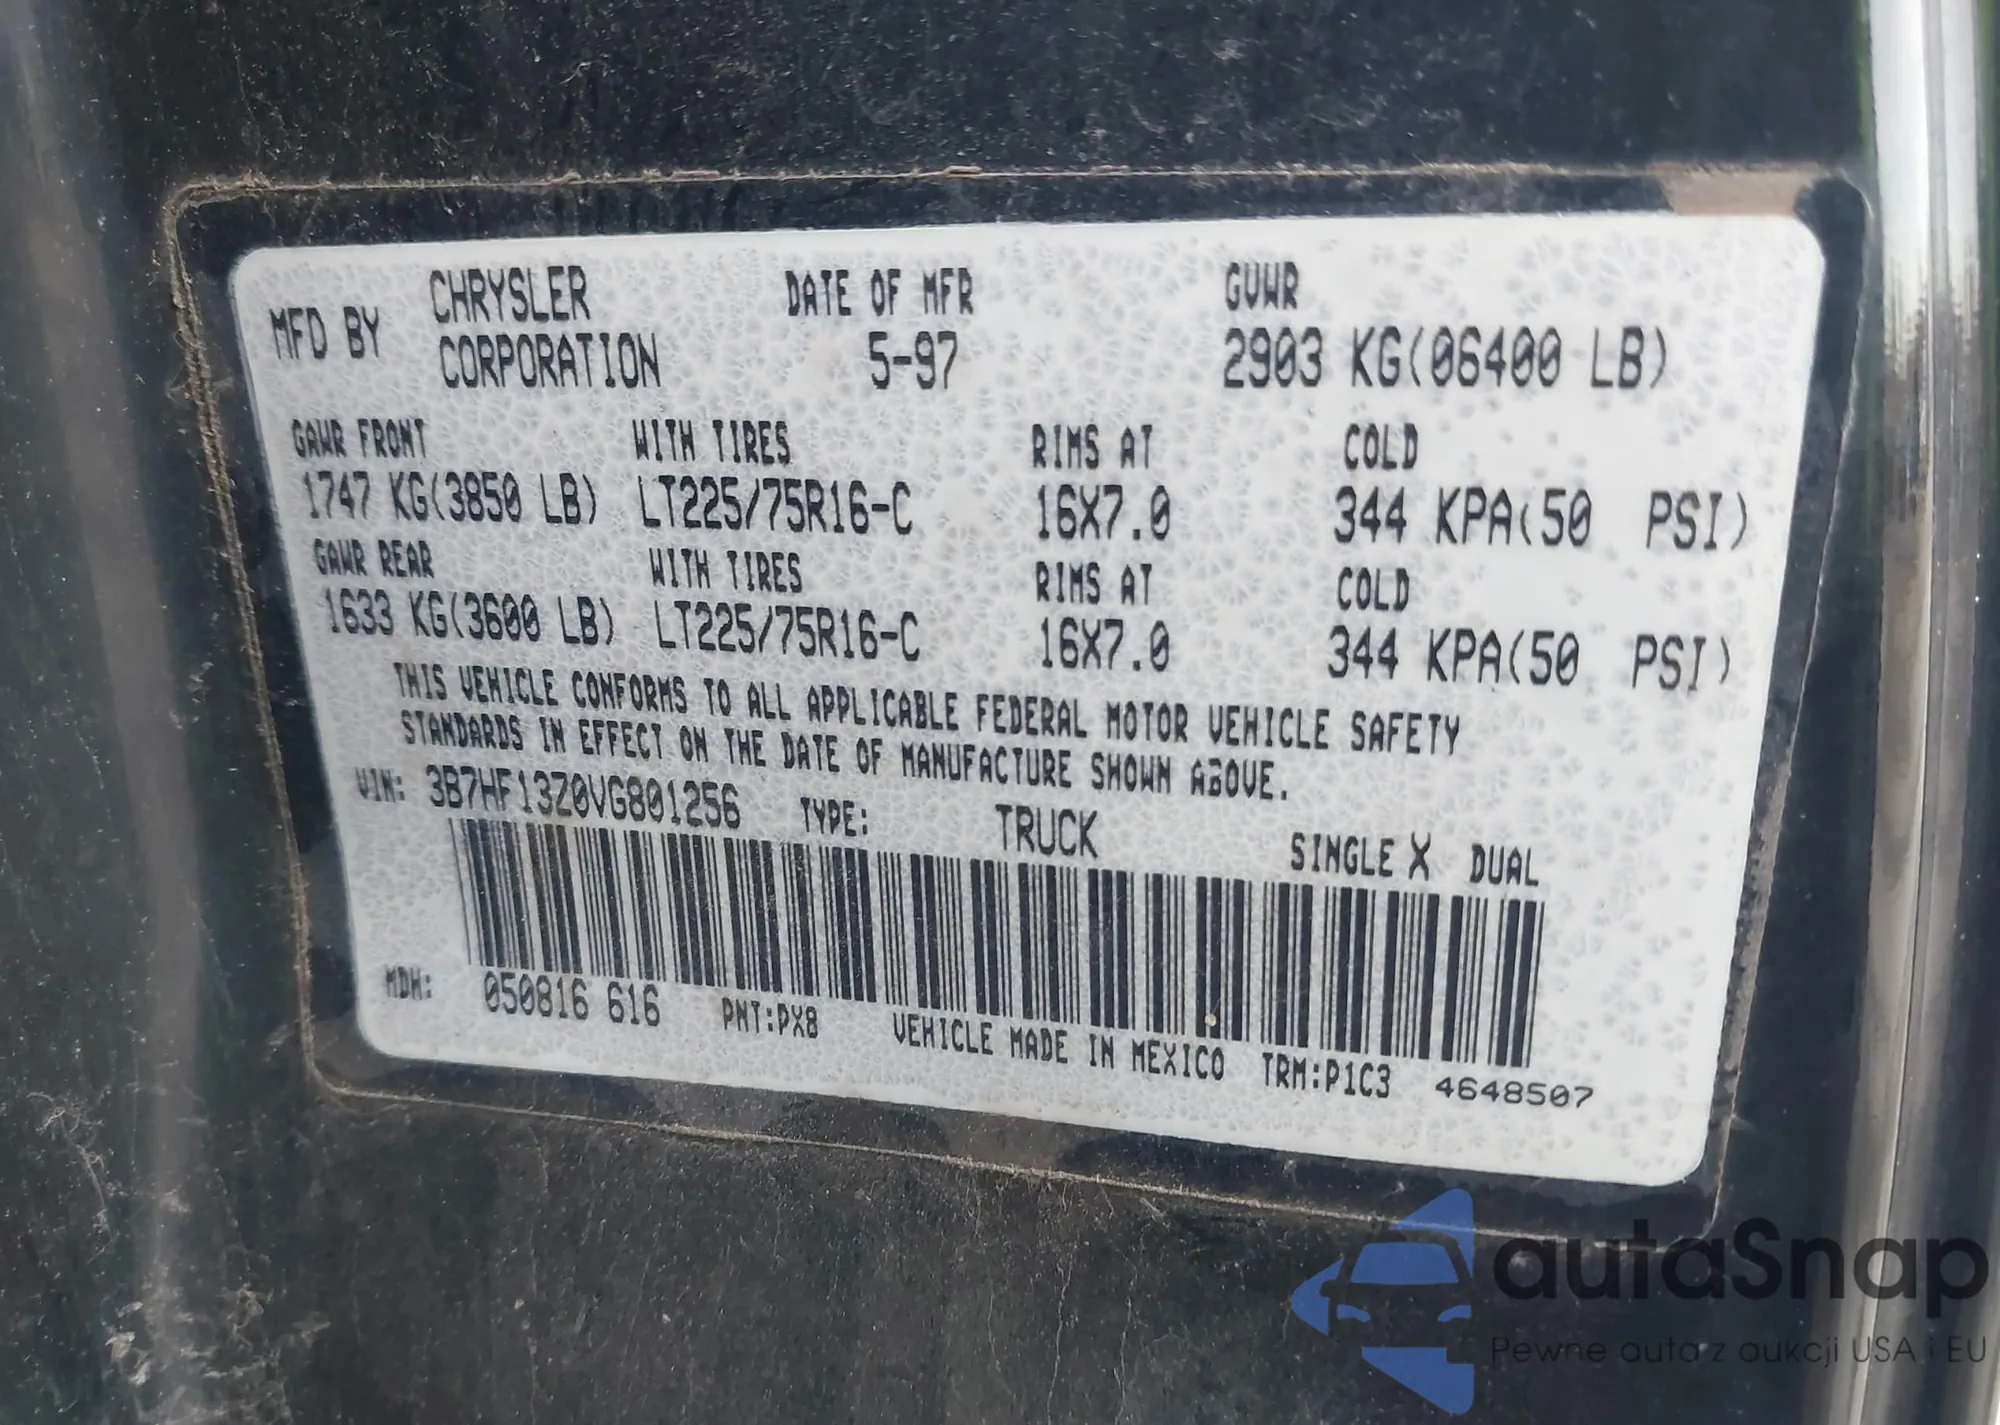 MFD BY CHRYSLER CORPORATION DATE OF MFR 5-97 GVWR 2903 KG(06400 LB)
GAWR FRONT WITH TIRES RIMS AT COLD
1747 KG(3850 LB) LT225/75R16-C 16X7.0 344 KPA(50 PSI)
GAWR REAR WITH TIRES RIMS AT COLD
1633 KG(3600 LB) LT225/75R16-C 16X7.0 344 KPA(50 PSI)
THIS VEHICLE CONFORMS TO ALL APPLICABLE FEDERAL MOTOR VEHICLE SAFETY
STANDARDS IN EFFECT ON THE DATE OF MANUFACTURE SHOWN ABOVE.
VIN: 3B7HF13Z0VG801256 TYPE: TRUCK SINGLE X DUAL
MDH: 050816 616 PNT:PX8 VEHICLE MADE IN MEXICO TRM:P1C3 4648507
autaSnap
Pewne auta z aukcji USA i EU